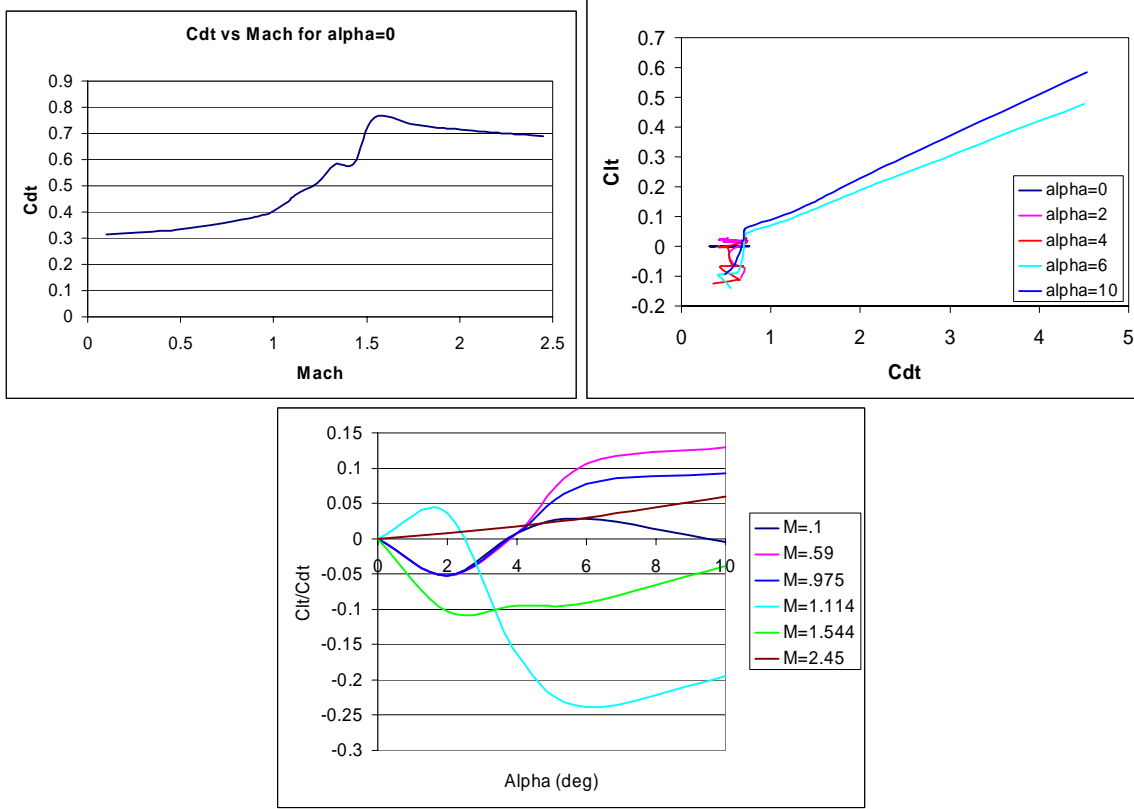 Cdt vs Mach for alpha=0
Cdt
0.9
0.8
0.7
0.6
0.5
0.4
0.3
0.2
0.1
0
0 0.5 1 1.5 2 2.5
Mach
Clt
0.7
0.6
0.5
0.4
0.3
0.2
0.1
0
-0.1
-0.2
0 1 2 3 4 5
Cdt
alpha=0
alpha=2
alpha=4
alpha=6
alpha=10
Clt/Cdt
0.15
0.1
0.05
0
-0.05
-0.1
-0.15
-0.2
-0.25
-0.3
0 2 4 6 8 10
Alpha (deg)
M=.1
M=.59
M=.975
M=1.114
M=1.544
M=2.45